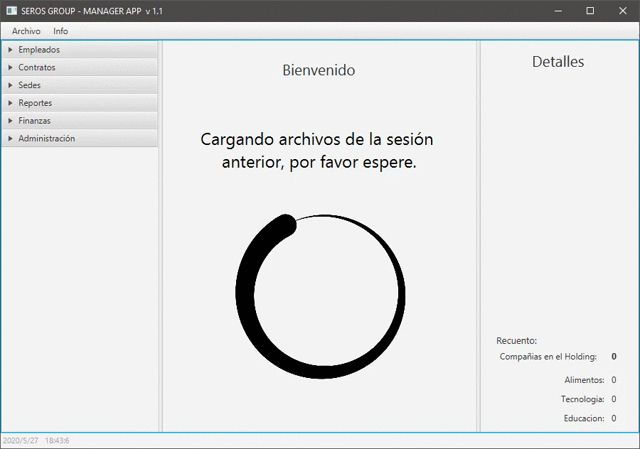 SEROS GROUP - MANAGER APP v 1.1
Archivo Info
Empleados
Contratos
Sedes
Reportes
Finanzas
Administración
Bienvenido
Cargando archivos de la sesión
anterior, por favor espere.
Detalles
Recuento:
Compañias en el Holding: 0
Alimentos: 0
Tecnologia: 0
Educacion: 0
2020/5/27 18:43:6